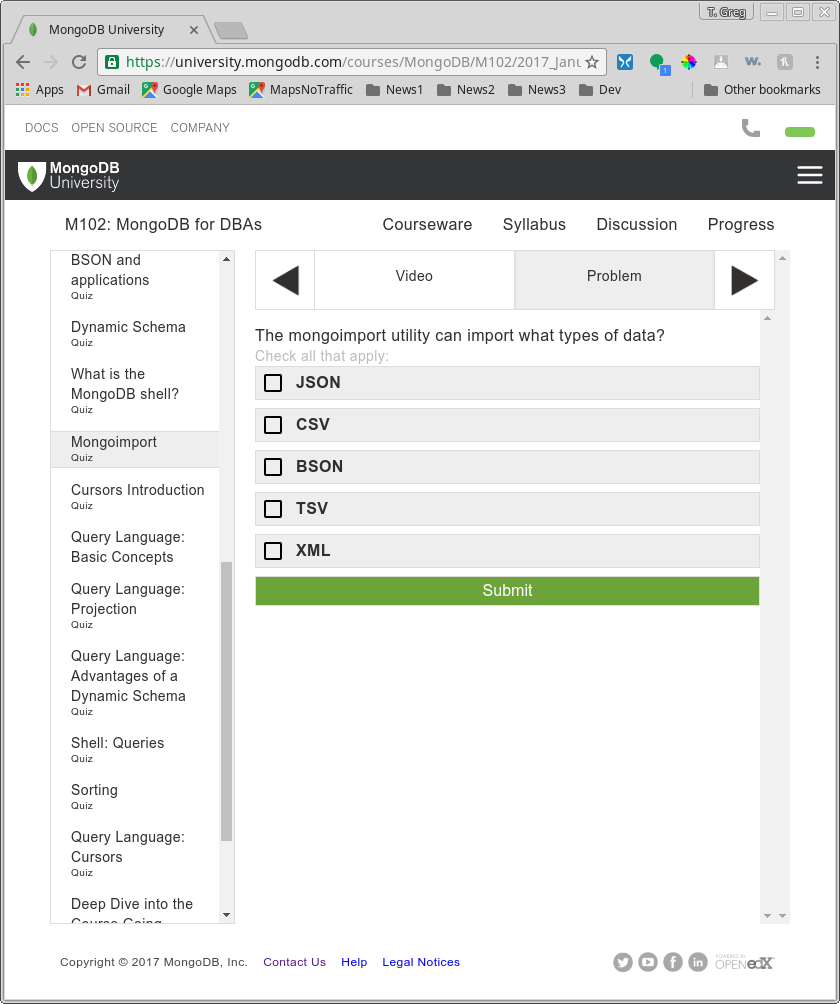 T. Greg
MongoDB University
https://university.mongodb.com/courses/MongoDB/M102/2017_Janu
1
w.
Apps Gmail Google Maps MapsNoTraffic News1 News2 News3 Dev Other bookmarks
DOCS OPEN SOURCE COMPANY
MongoDB
University
M102: MongoDB for DBAs Courseware Syllabus Discussion Progress
BSON and
applications
Quiz
Dynamic Schema
Quiz
What is the
MongoDB shell?
Quiz
Mongoimport
Quiz
Cursors Introduction
Quiz
Query Language:
Basic Concepts
Query Language:
Projection
Quiz
Query Language:
Advantages of a
Dynamic Schema
Quiz
Shell: Queries
Quiz
Sorting
Quiz
Query Language:
Cursors
Quiz
Deep Dive into the
Course Going
Video Problem
The mongoimport utility can import what types of data?
Check all that apply:
JSON
CSV
BSON
TSV
XML
Submit
Copyright © 2017 MongoDB, Inc. Contact Us Help Legal Notices
POWERED BY
OPEN edX